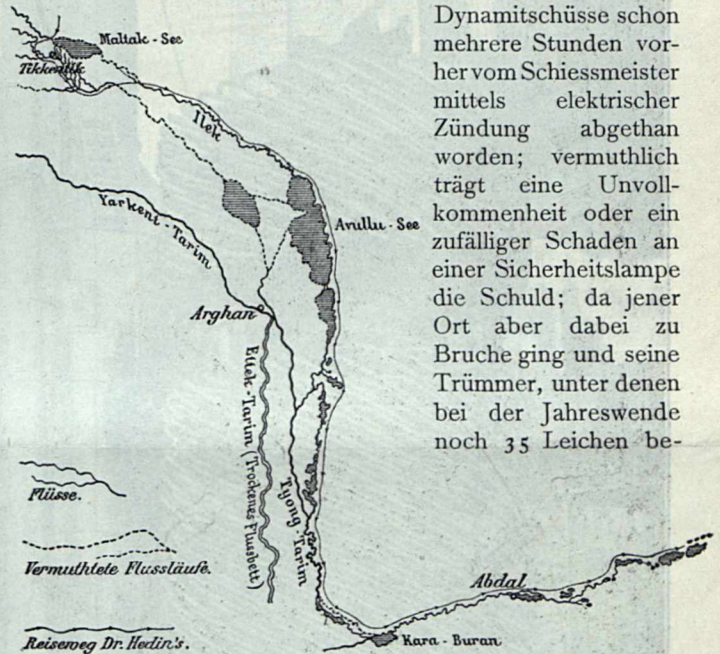 Maltak-See
Tikkenlik
Ilek
Yarkent-Tarim
Arullu-See
Arghan
Ettek-Tarim (Trockenes Flussbett)
Tyong-Tarim
Abdal
Kara-Buran
Flüsse.
Vermuthtete Flussläufe.
Reiseweg Dr. Hedin's.
Dynamitschüsse schon
mehrere Stunden vor-
her vom Schiessmeister
mittels elektrischer
Zündung abgethan
worden; vermuthlich
trägt eine Unvoll-
kommenheit oder ein
zufälliger Schaden an
einer Sicherheitslampe
die Schuld; da jener
Ort aber dabei zu
Bruche ging und seine
Trümmer, unter denen
bei der Jahreswende
noch 35 Leichen be-